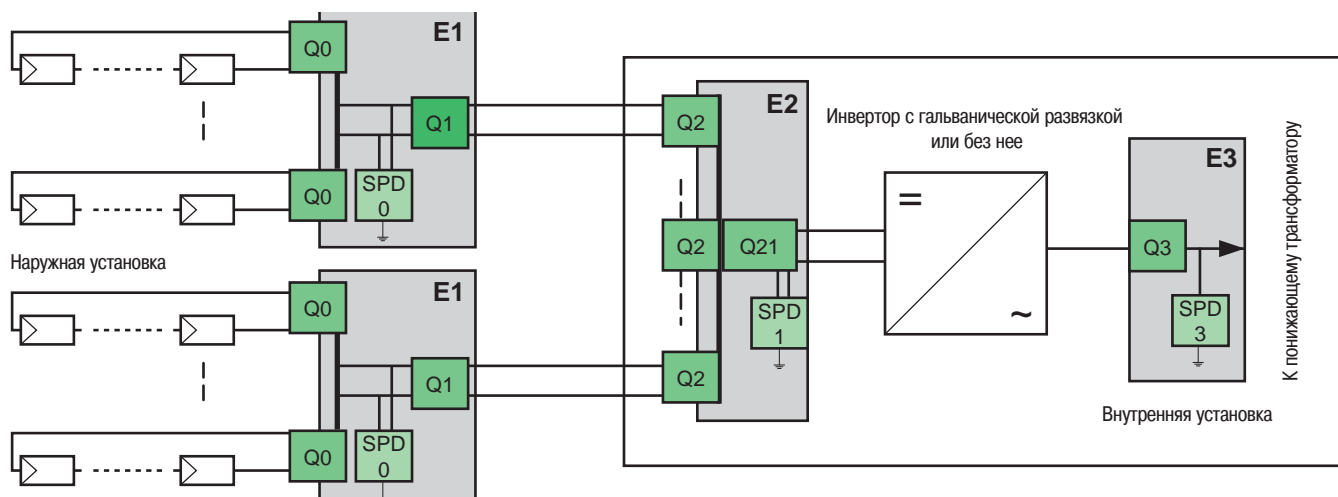 E1
Q0
Q1
SPD
0
Q0
Наружная установка
E1
Q0
Q1
SPD
0
Q0
E2
Q2
Q2
Q21
SPD
1
Q2
Инвертор с гальванической развязкой
или без нее
=
~
E3
Q3
SPD
3
Внутренняя установка
К понижающему трансформатору